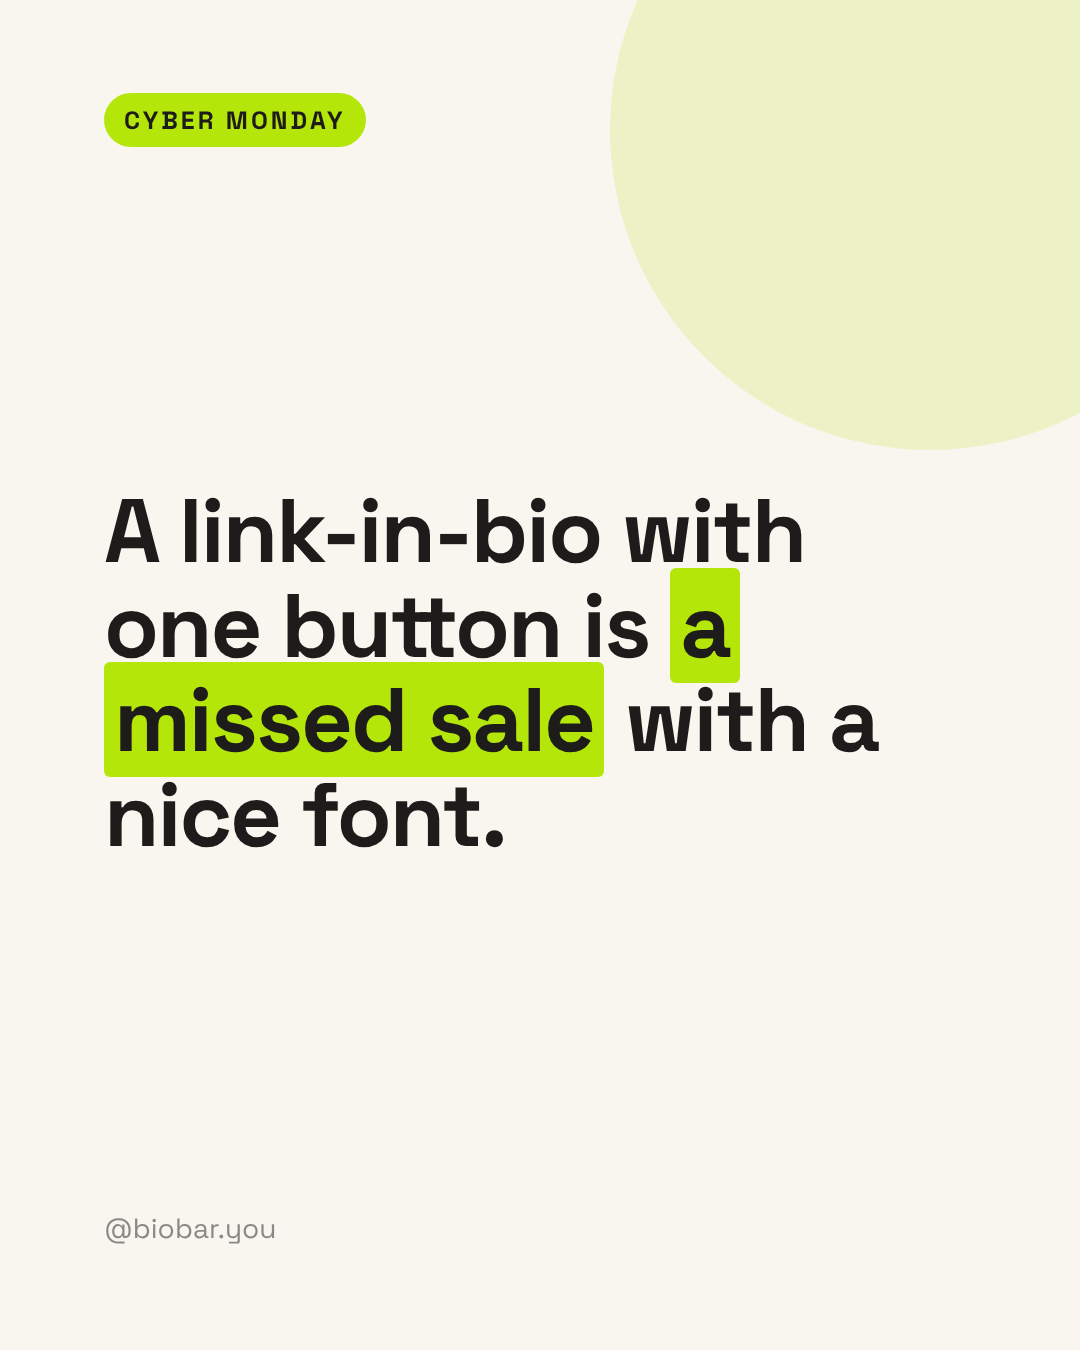 CYBER MONDAY
A link-in-bio with
one button is a
missed sale with a
nice font.
@biobar.you